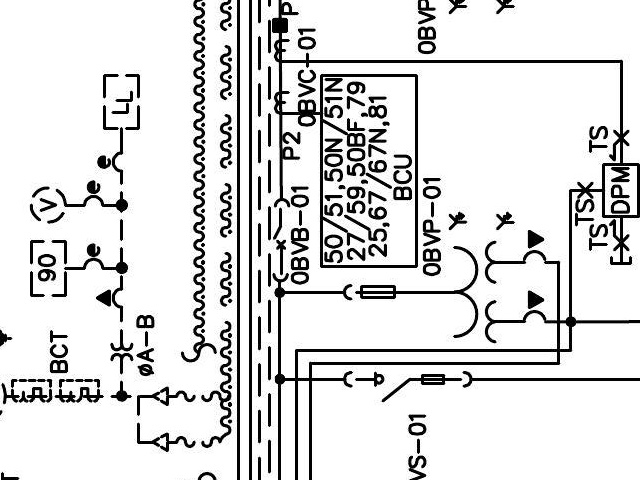 P
0BVP
0BVC-01
LL
e
P2
50/51,50N/51N
27/59,50BF,79
25,67/67N,81
BCU
TS
TS
TS
DPM
V
e
0BVB-01
0BVP-01
90
e
BCT
øA-B
VS-01